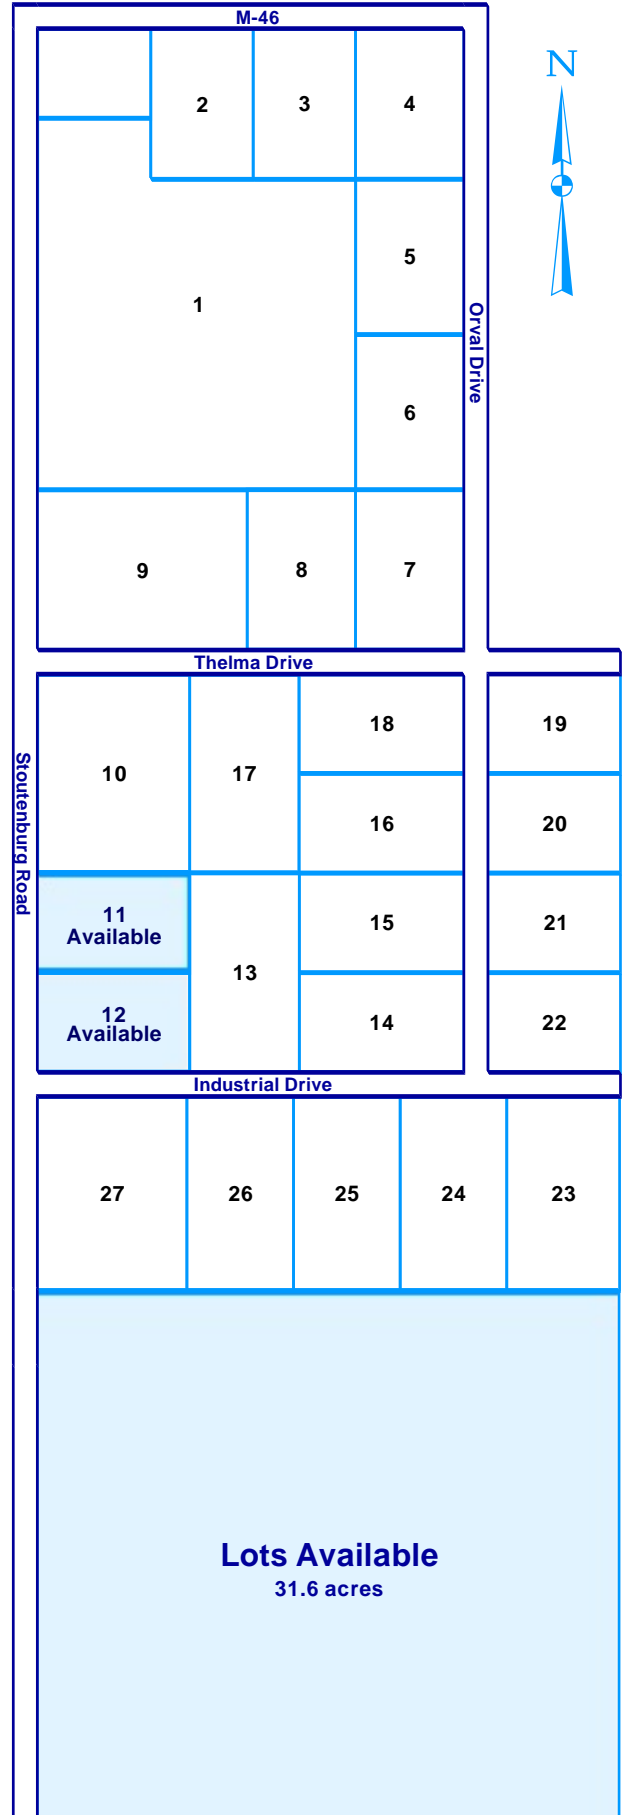 M-46
N
2
3
4
5
1
Orval Drive
6
9
8
7
Thelma Drive
18
19
10
17
Stoutenburg Road
16
20
11
Available
15
21
13
12
Available
14
22
Industrial Drive
27
26
25
24
23
Lots Available
31.6 acres